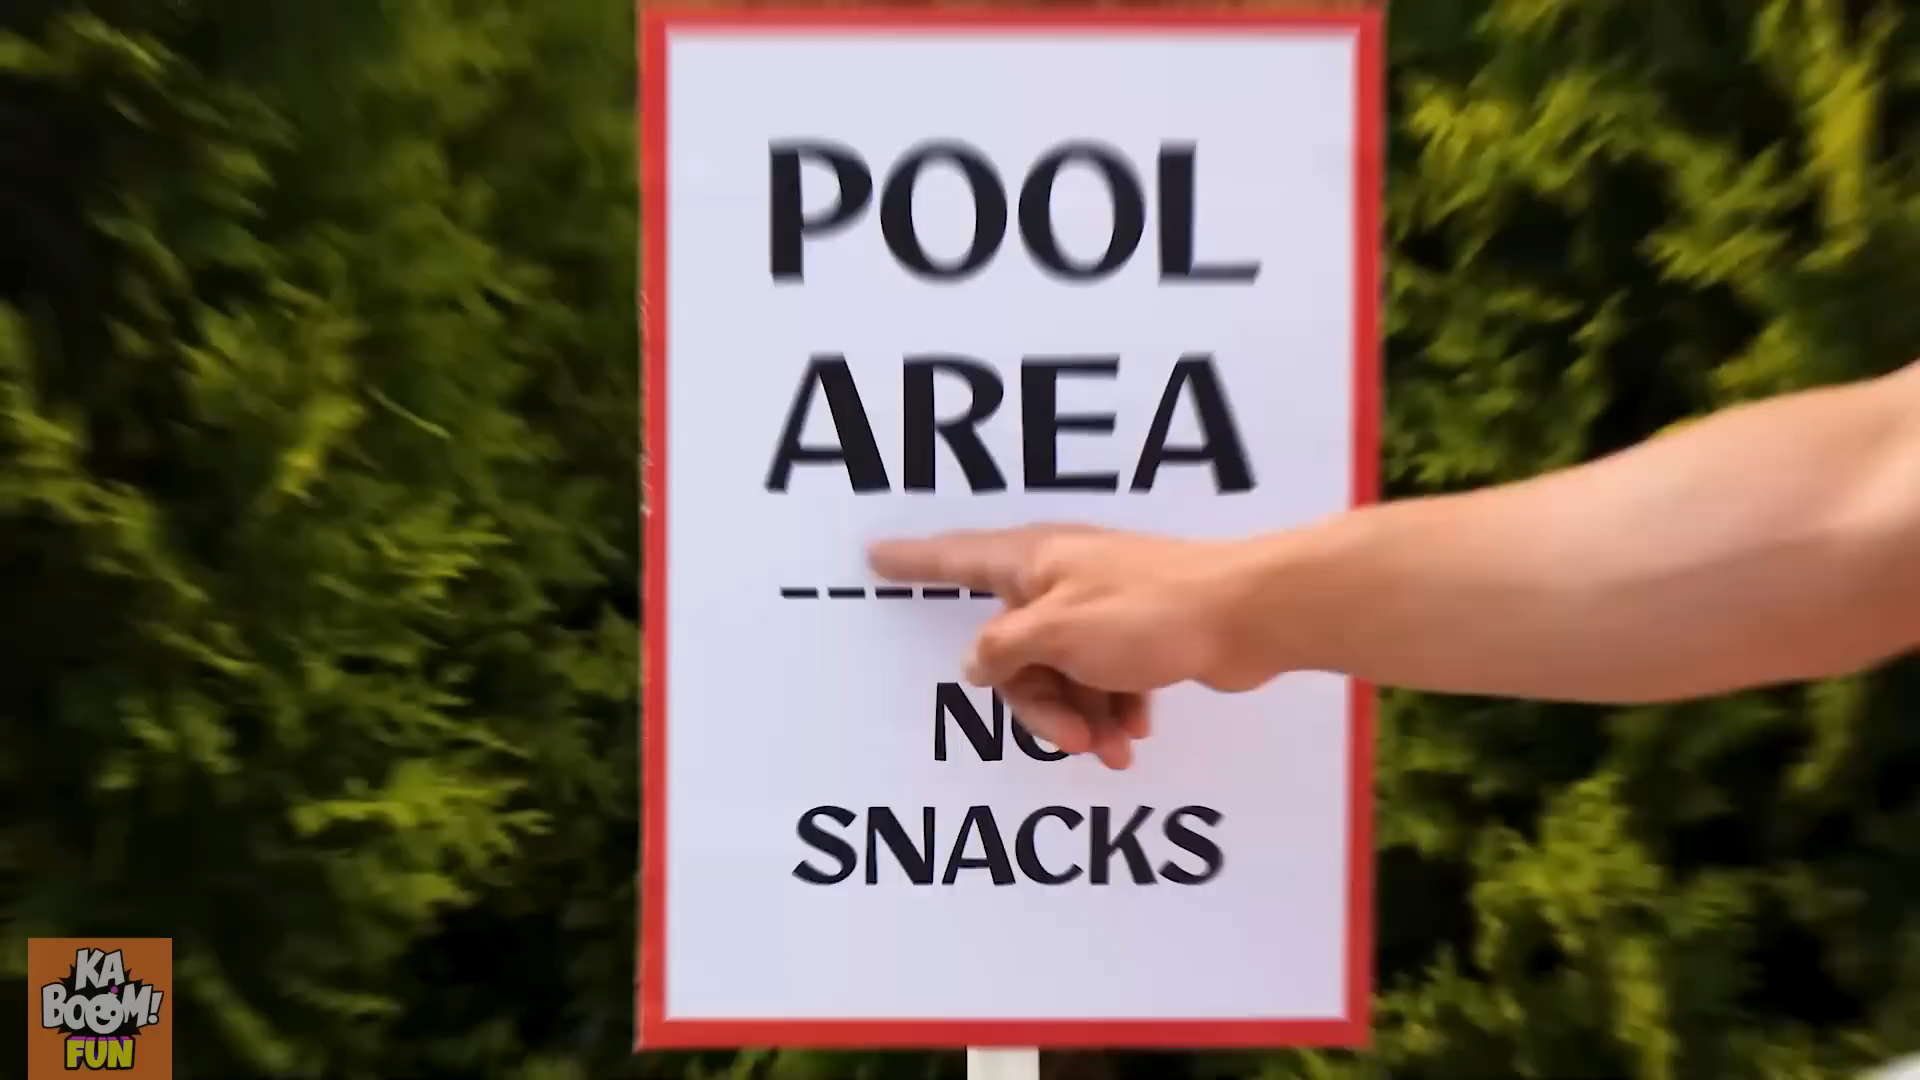 POOL
AREA
------
NO
SNACKS
KA
BOOM!
FUN